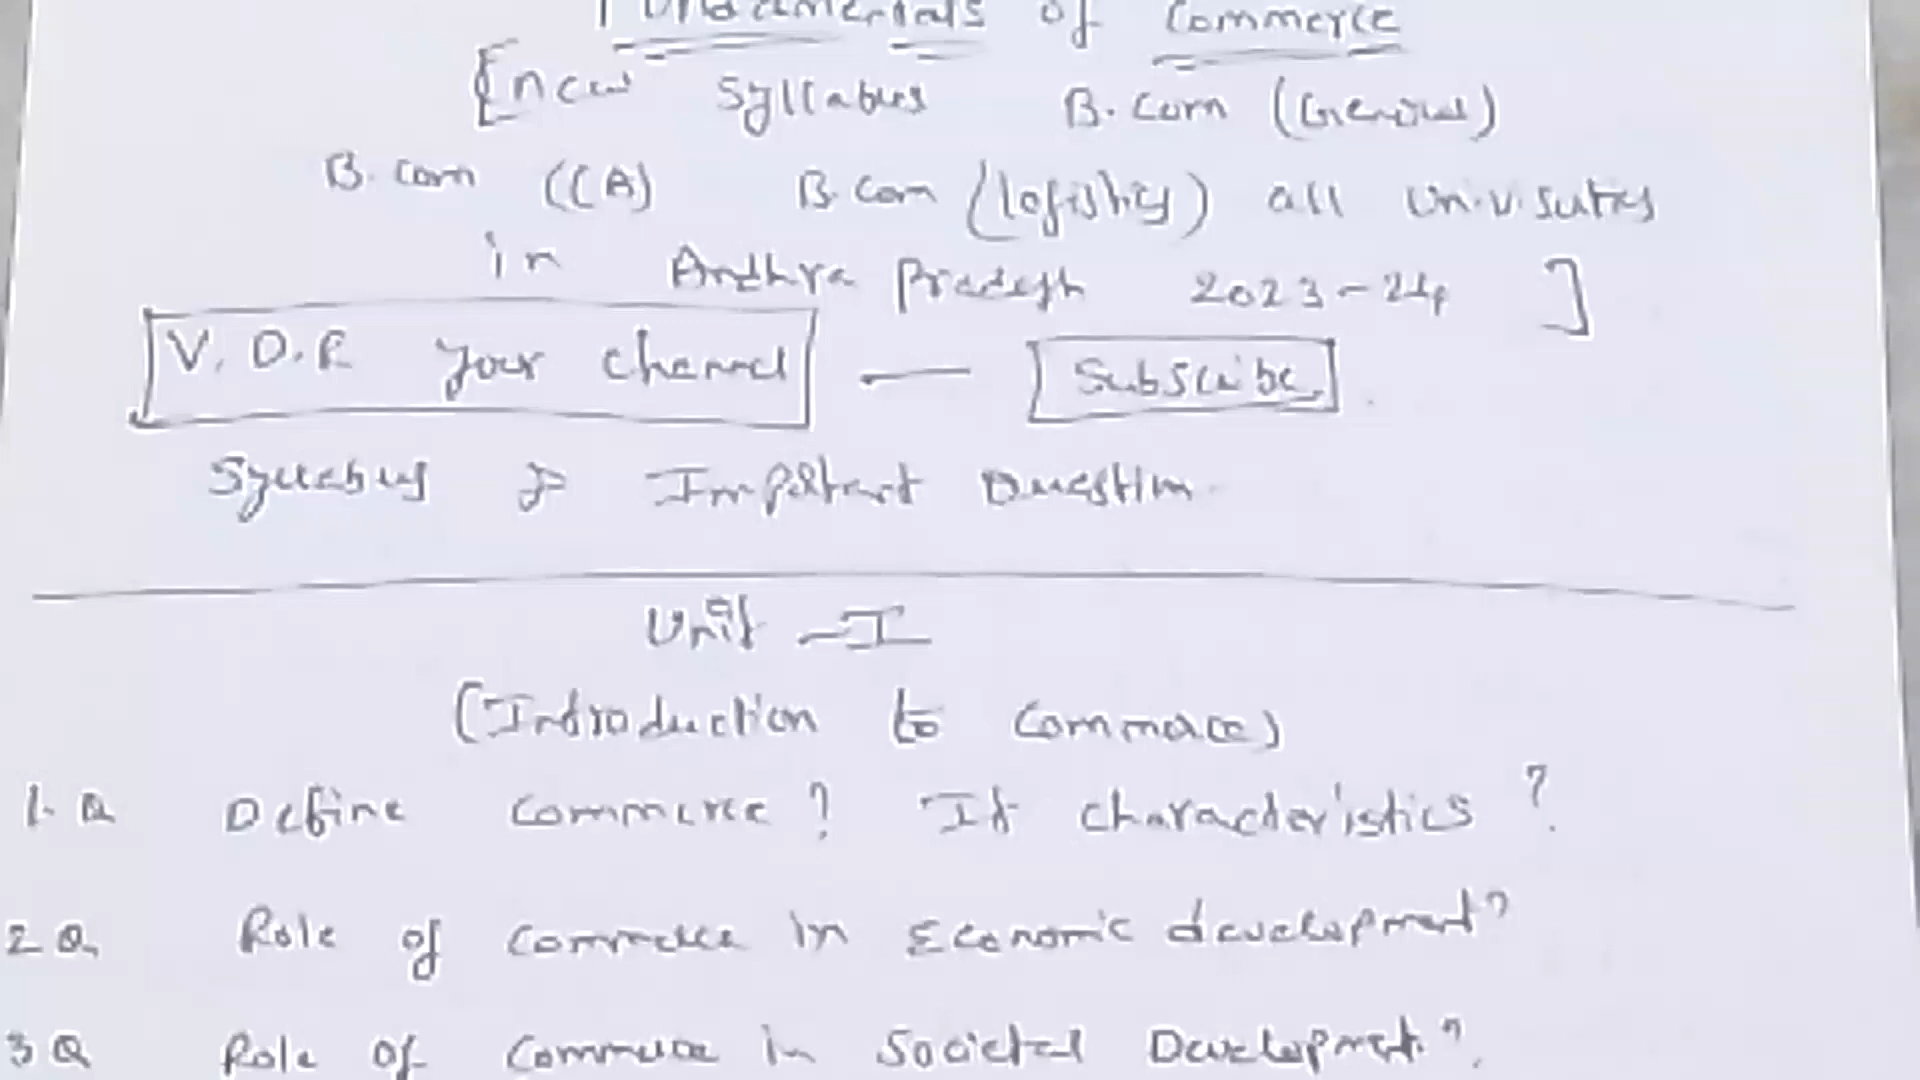 Fundamentals of Commerce
[new Syllabus B.com (General)
B.com (CA) B.com (Logistics) all Universities
in Andhra Pradesh 2023-24 ]
V.D.R your channel — Subscribe
Syllabus & Important Question
Unit - I
(Introduction to Commerce)
1.Q Define Commerce? It characteristics?
2Q. Role of Commerce in Economic development?
3Q Role of Commerce in Societal Development?